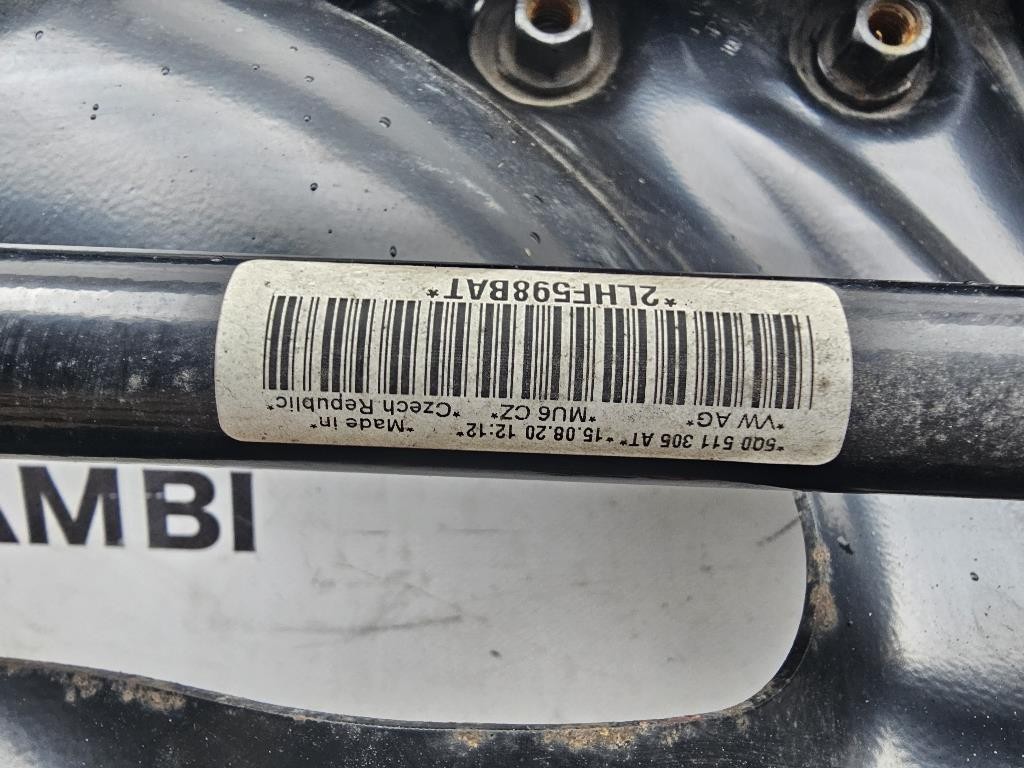 *5Q0 511 305 AT*15.08.20 12:12* *Made in*
*VW AG* *MU6 CZ* *Czech Republic*
*2LHF598BAT*
AMBI